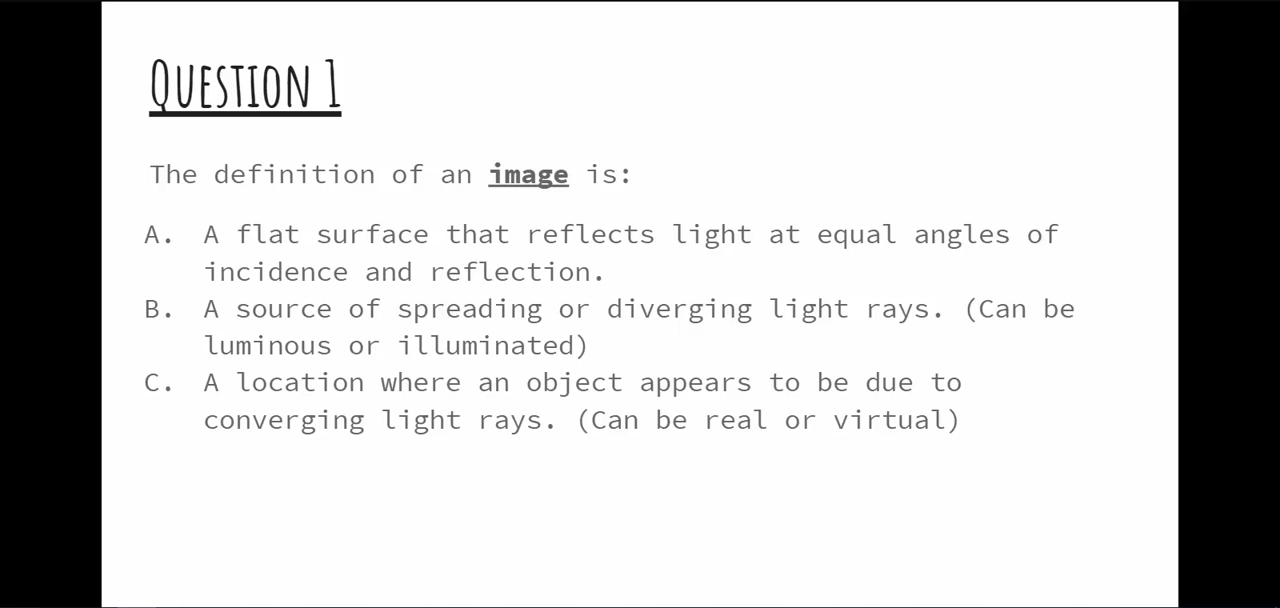 QUESTION 1
The definition of an image is:
A. A flat surface that reflects light at equal angles of
incidence and reflection.
B. A source of spreading or diverging light rays. (Can be
luminous or illuminated)
C. A location where an object appears to be due to
converging light rays. (Can be real or virtual)